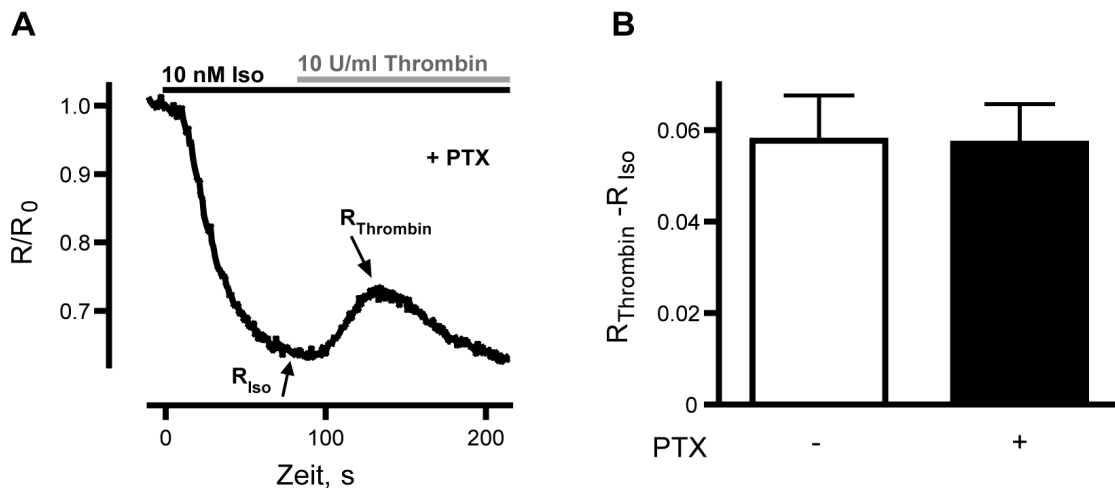 A
10 U/ml Thrombin
10 nM Iso
1.0
+ PTX
0.9
R/R0
RThrombin
0.8
0.7
RIso
0
100
200
Zeit, s
B
RThrombin -RIso
0.06
0.04
0.02
0
PTX
-
+